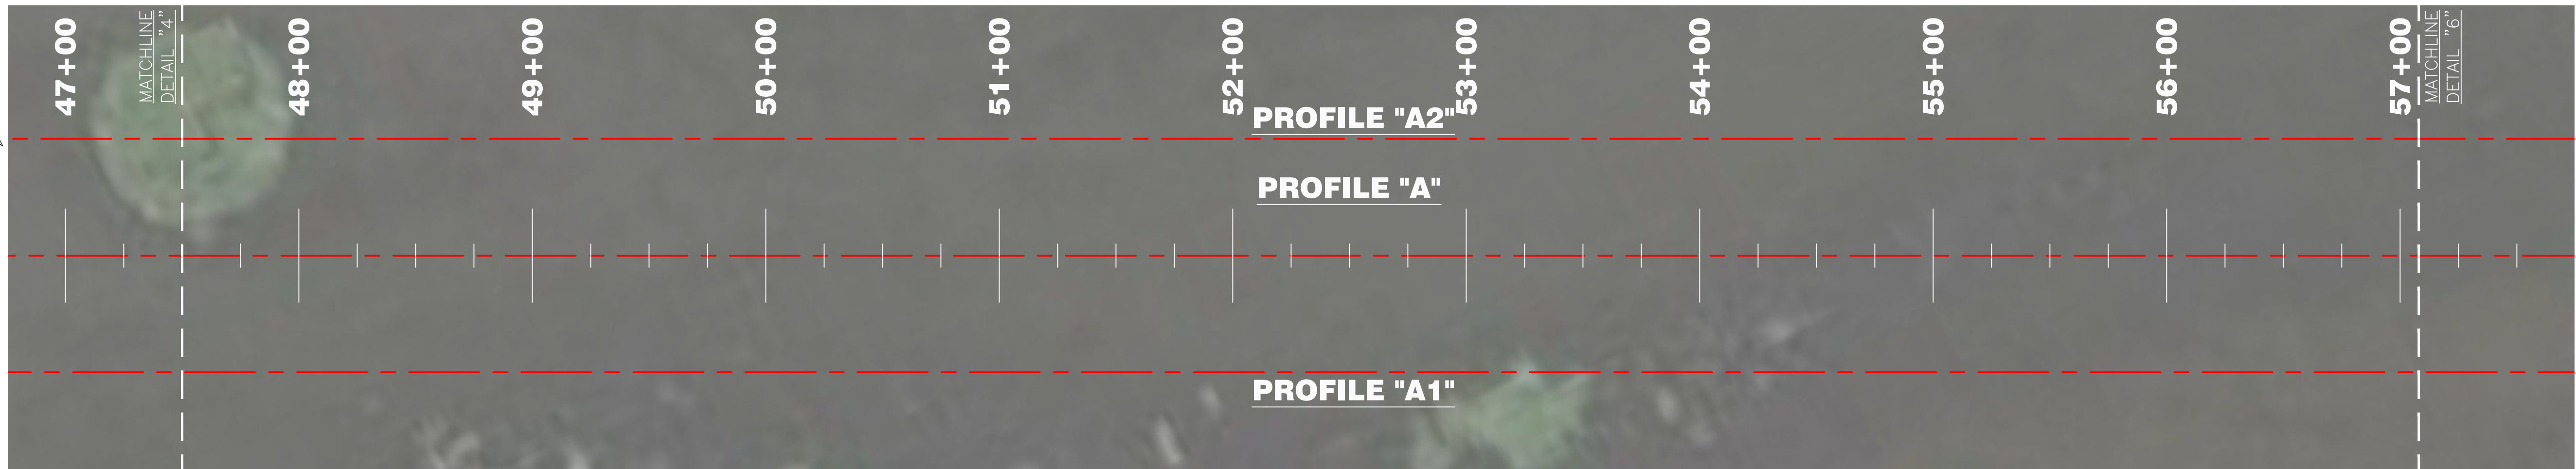 47+00
MATCHLINE
DETAIL "4"
48+00
49+00
50+00
51+00
52+00
53+00
54+00
55+00
56+00
57+00
MATCHLINE
DETAIL "6"
PROFILE "A2"
PROFILE "A"
PROFILE "A1"